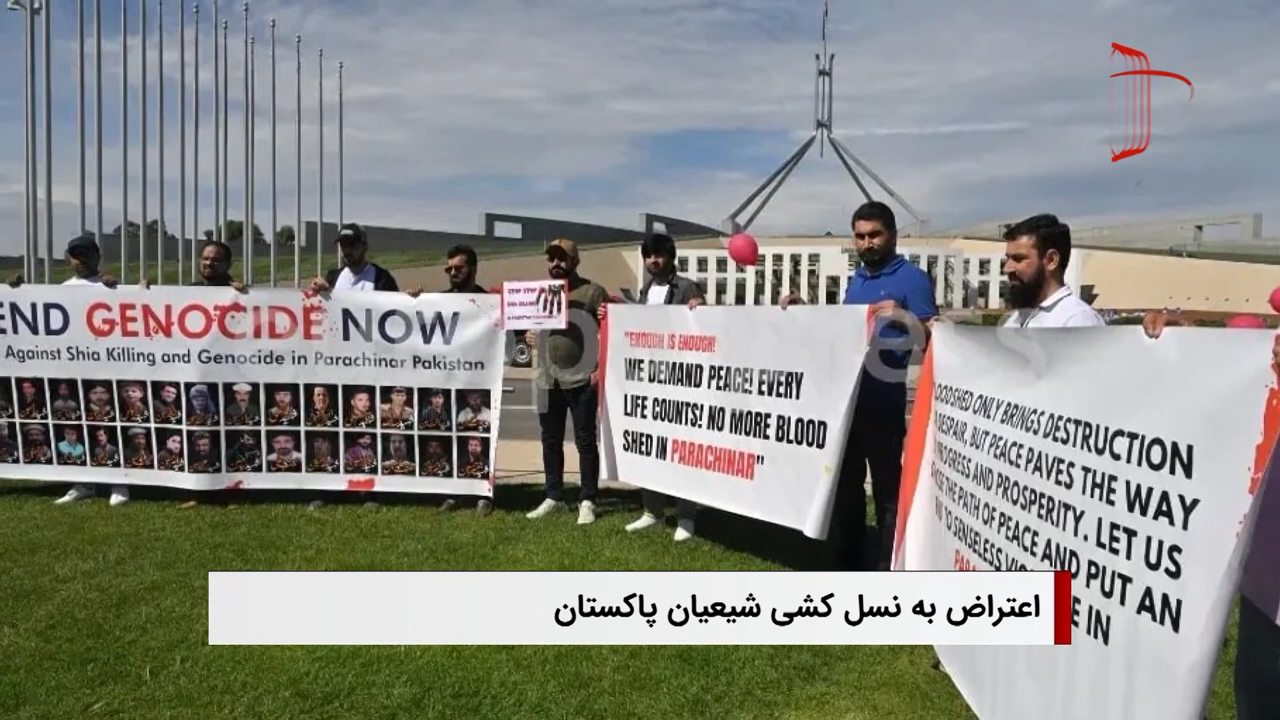 END GENOCIDE NOW
Against Shia Killing and Genocide in Parachinar Pakistan
"ENOUGH IS ENOUGH!
WE DEMAND PEACE! EVERY
LIFE COUNTS! NO MORE BLOOD
SHED IN PARACHINAR"
BLOODSHED ONLY BRINGS DESTRUCTION
DESPAIR, BUT PEACE PAVES THE WAY
PROGRESS AND PROSPERITY. LET US
THE PATH OF PEACE AND PUT AN
TO SENSELESS
IN
اعتراض به نسل کشی شیعیان پاکستان